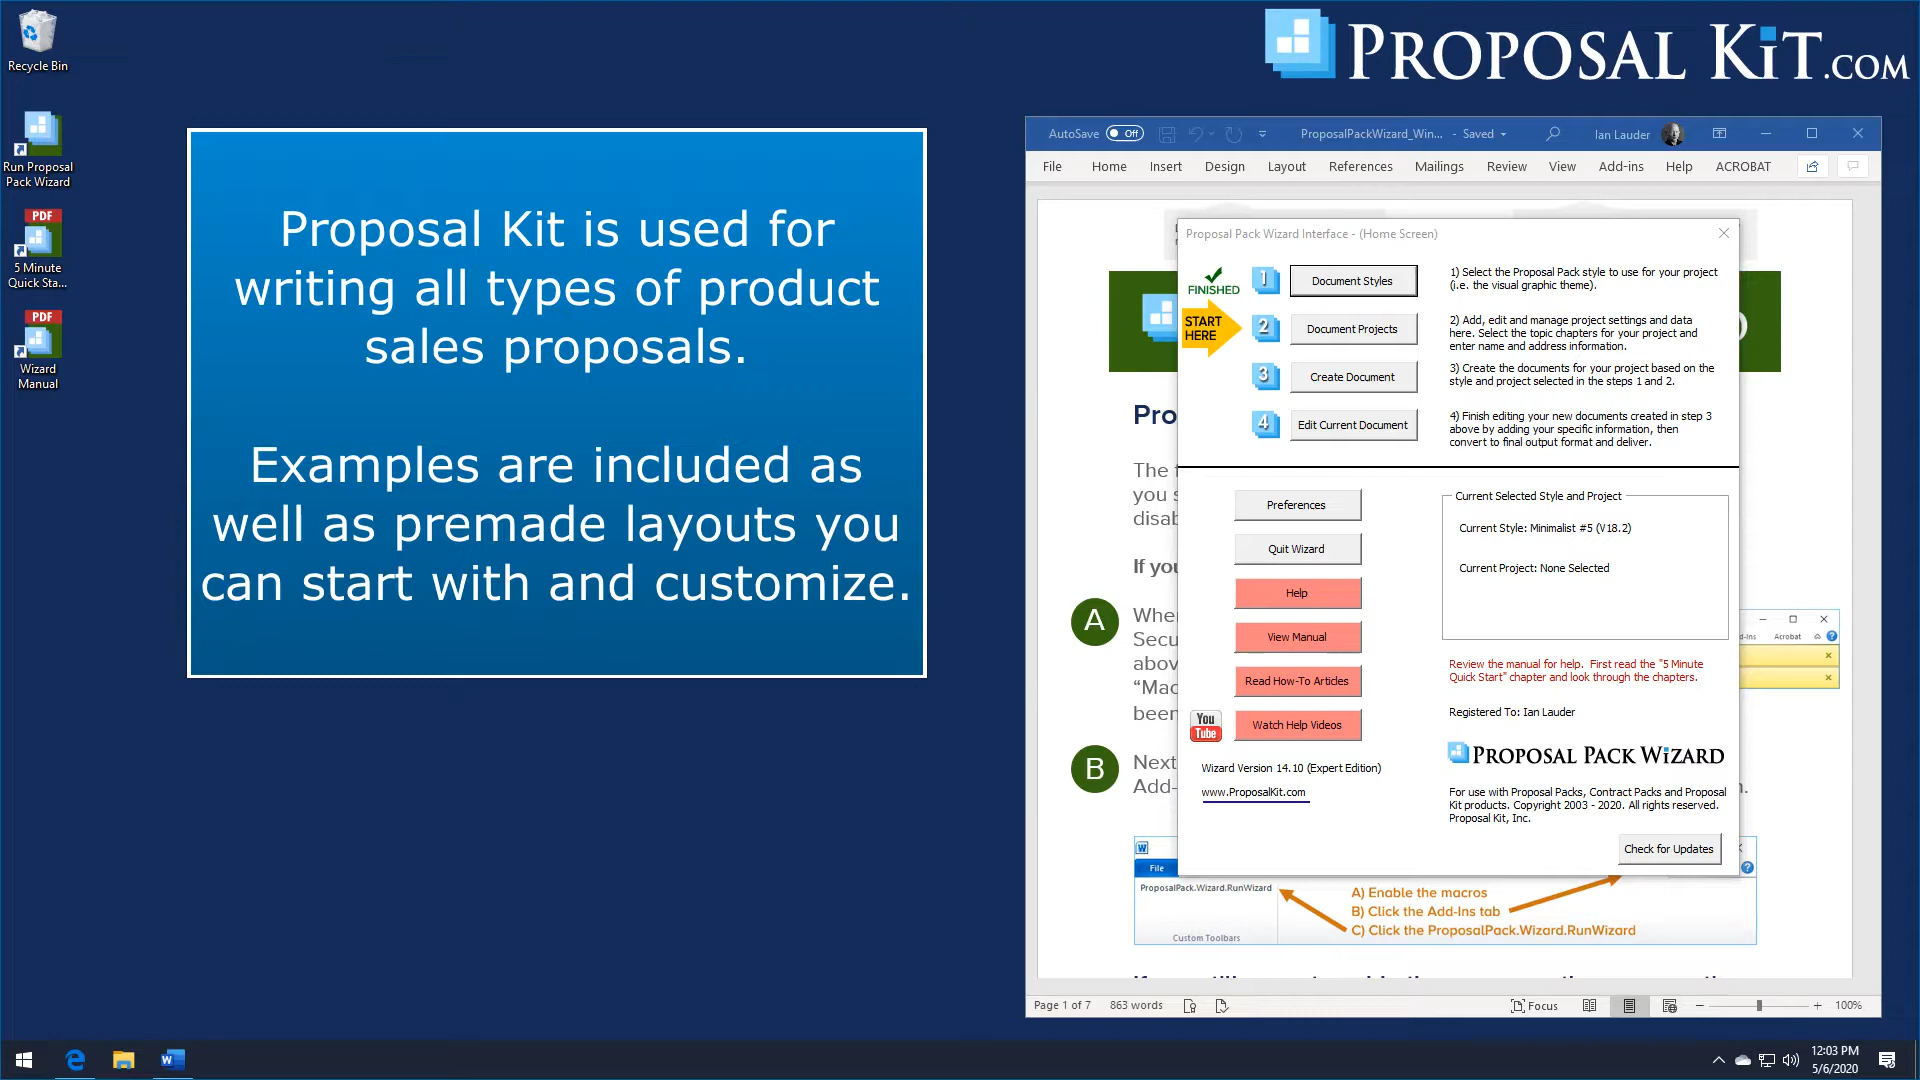 Recycle Bin
Run Proposal
Pack Wizard
PDF
5 Minute
Quick Sta...
PDF
Wizard
Manual
PROPOSAL KiT.COM
Proposal Kit is used for
writing all types of product
sales proposals.
Examples are included as
well as premade layouts you
can start with and customize.
AutoSave Off ProposalPackWizard_Win... - Saved Ian Lauder
File Home Insert Design Layout References Mailings Review View Add-ins Help ACROBAT
Proposal Pack Wizard Interface - (Home Screen)
FINISHED
1
Document Styles
1) Select the Proposal Pack style to use for your project
(i.e. the visual graphic theme).
START
HERE
2
Document Projects
2) Add, edit and manage project settings and data
here. Select the topic chapters for your project and
enter name and address information.
3
Create Document
3) Create the documents for your project based on the
style and project selected in the steps 1 and 2.
4
Edit Current Document
4) Finish editing your new documents created in step 3
above by adding your specific information, then
convert to final output format and deliver.
Preferences
Quit Wizard
Help
View Manual
Read How-To Articles
You
Tube
Watch Help Videos
Wizard Version 14.10 (Expert Edition)
www.ProposalKit.com
Current Selected Style and Project
Current Style: Minimalist #5 (V18.2)
Current Project: None Selected
Review the manual for help. First read the "5 Minute
Quick Start" chapter and look through the chapters.
Registered To: Ian Lauder
PROPOSAL PACK WiZARD
For use with Proposal Packs, Contract Packs and Proposal
Kit products. Copyright 2003 - 2020. All rights reserved.
Proposal Kit, Inc.
Check for Updates
Pro
The
you s
disab
If you
A
When
Secu
abov
“Mac
been
B
Next
Add-
Acrobat
File
ProposalPack.Wizard.RunWizard
Custom Toolbars
A) Enable the macros
B) Click the Add-Ins tab
C) Click the ProposalPack.Wizard.RunWizard
Page 1 of 7 863 words Focus 100%
12:03 PM
5/6/2020